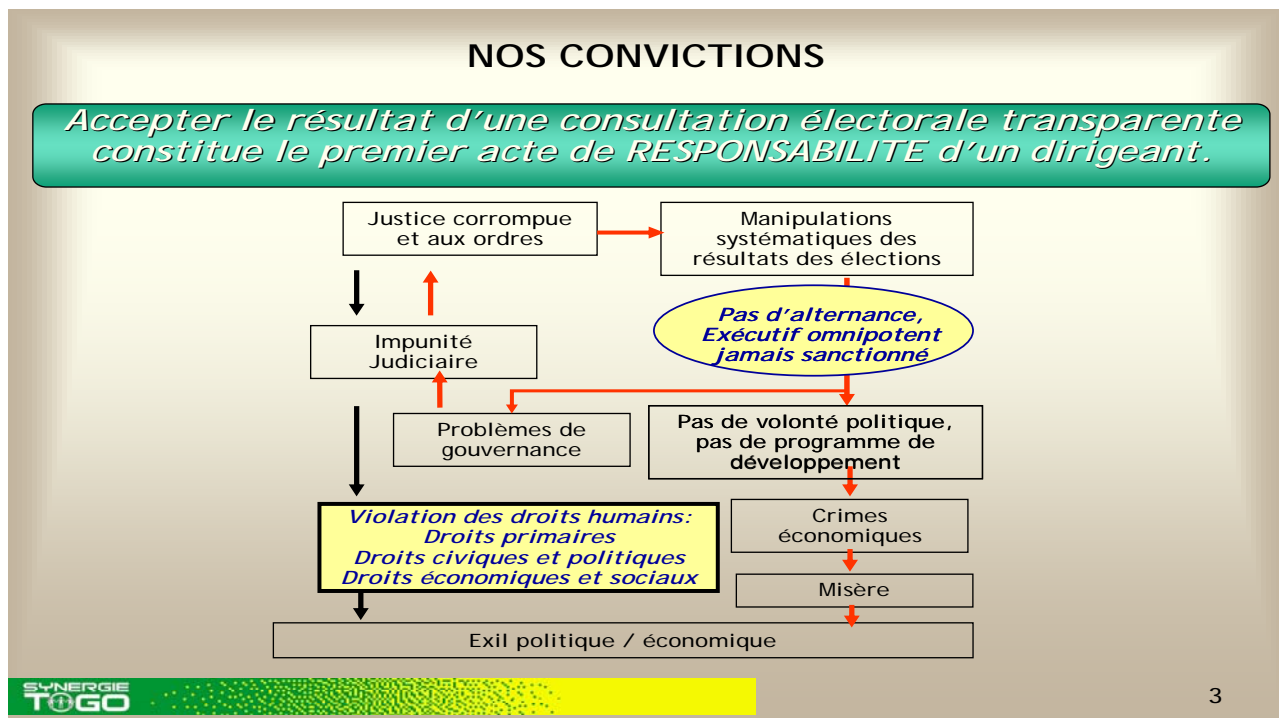 NOS CONVICTIONS
Accepter le résultat d’une consultation électorale transparente
constitue le premier acte de RESPONSABILITE d’un dirigeant.
Justice corrompue
et aux ordres
Manipulations
systématiques des
résultats des élections
Pas d’alternance,
Exécutif omnipotent
jamais sanctionné
Impunité
Judiciaire
Problèmes de
gouvernance
Pas de volonté politique,
pas de programme de
développement
Violation des droits humains:
Droits primaires
Droits civiques et politiques
Droits économiques et sociaux
Crimes
économiques
Misère
Exil politique / économique
SYNERGIE
TOGO
3